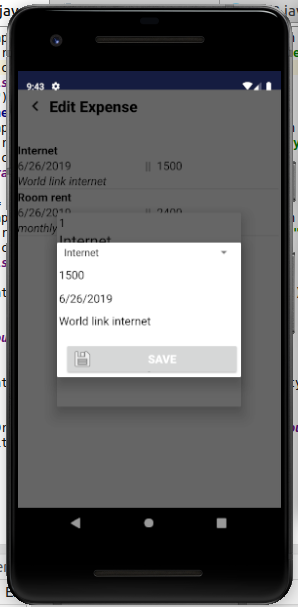 9:43
Edit Expense
Internet
6/26/2019 || 1500
World link internet
Room rent
6/26/2019 || 2400
monthly
1
Internet
Internet
1500
6/26/2019
World link internet
SAVE